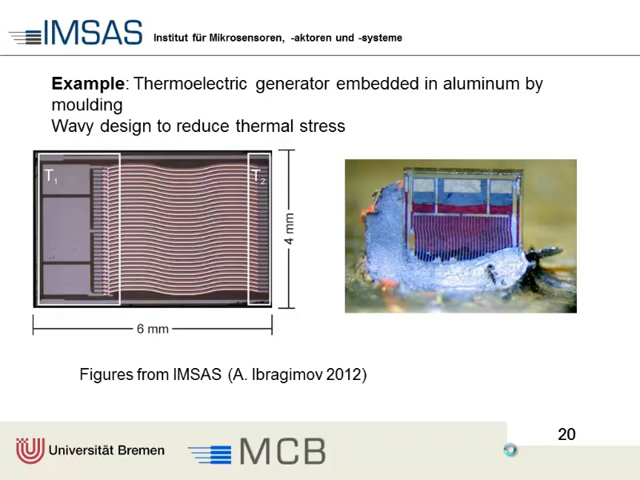 IMSAS Institut für Mikrosensoren, -aktoren und -systeme
Example: Thermoelectric generator embedded in aluminum by
moulding
Wavy design to reduce thermal stress
T1
T2
4 mm
6 mm
Figures from IMSAS (A. Ibragimov 2012)
20
Universität Bremen
MCB